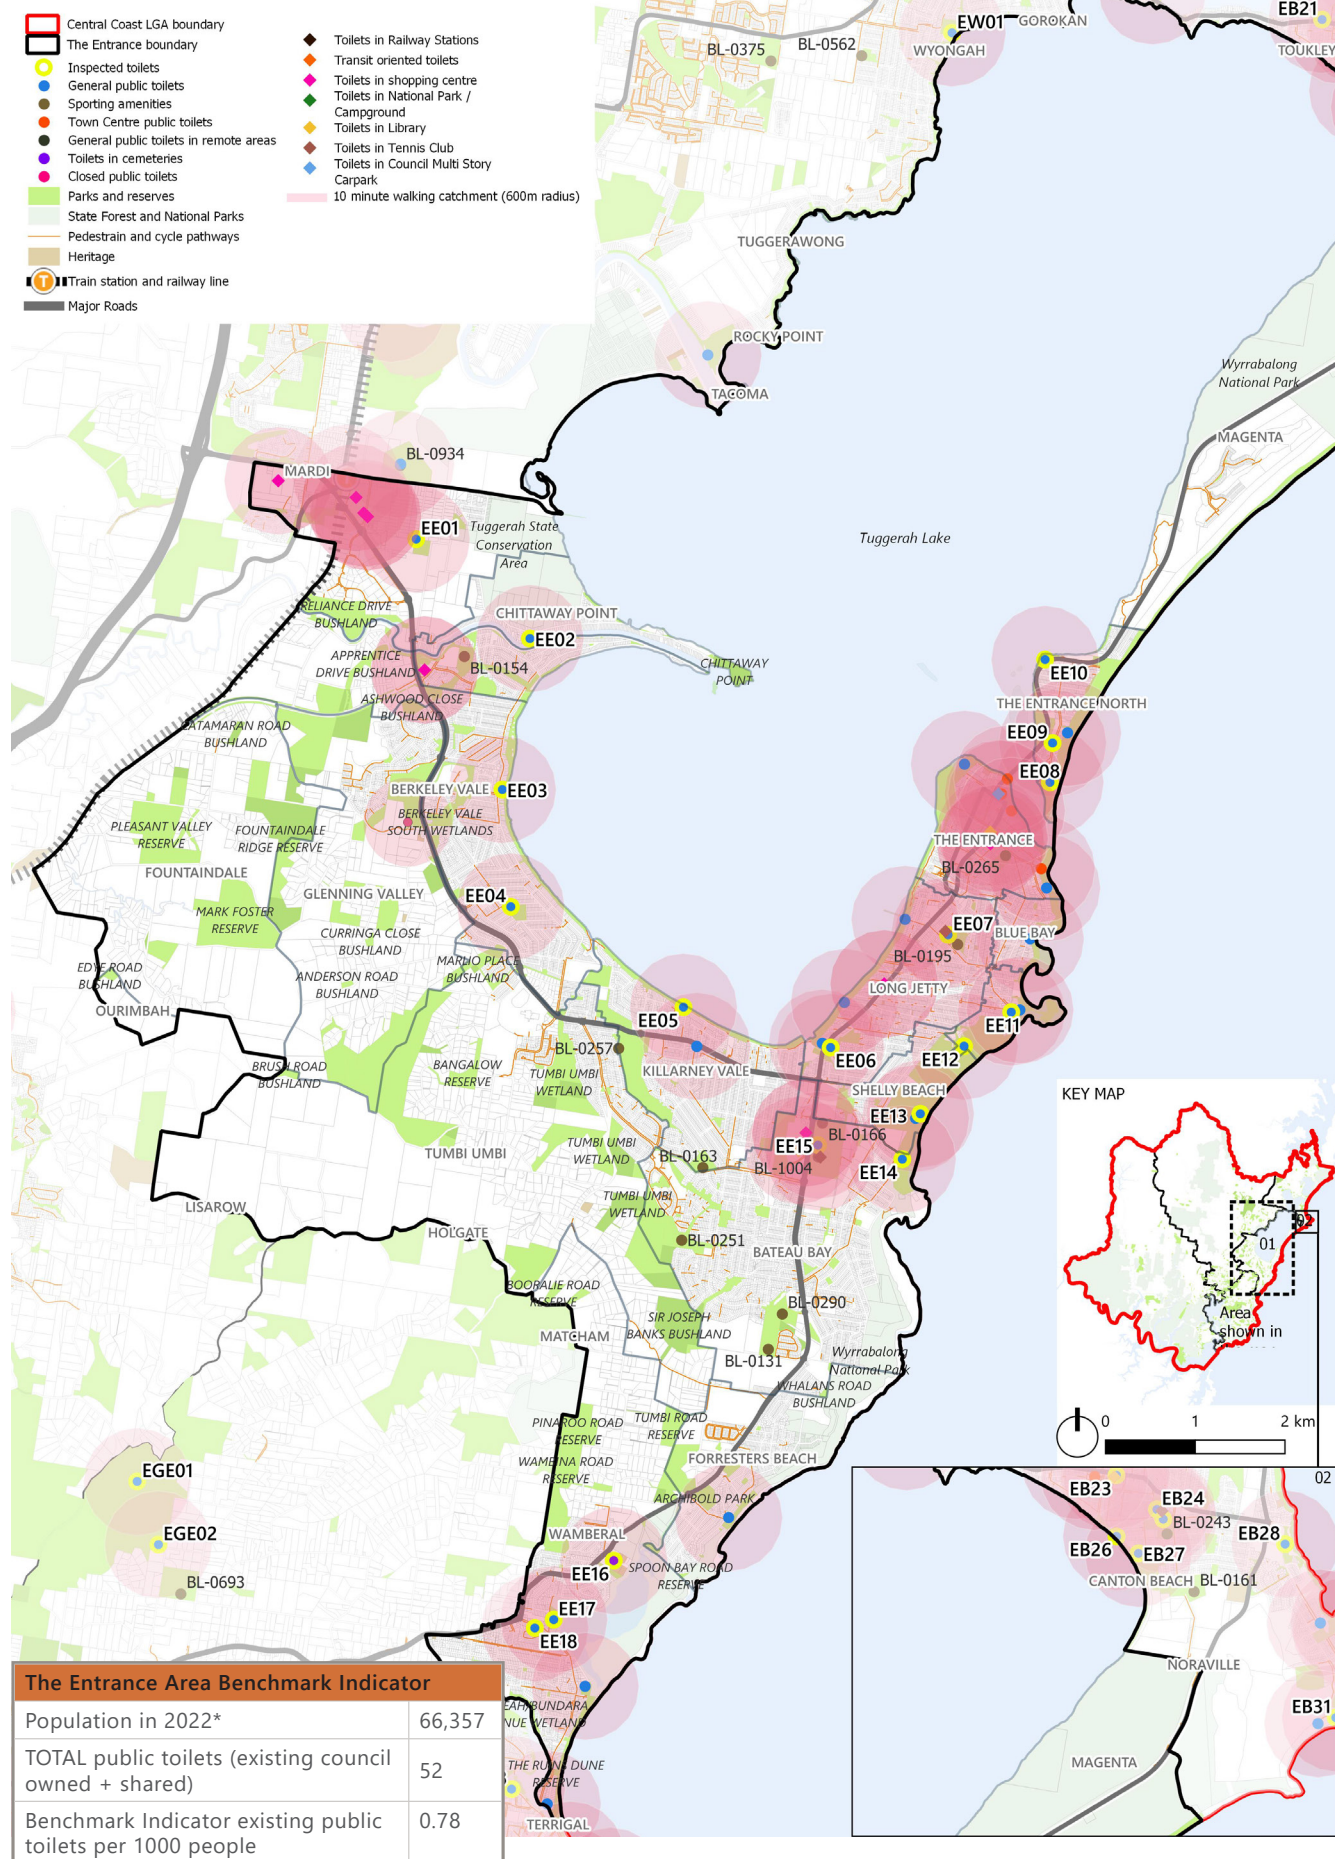 Central Coast LGA boundary
The Entrance boundary
Inspected toilets
General public toilets
Sporting amenities
Town Centre public toilets
General public toilets in remote areas
Toilets in cemeteries
Closed public toilets
Parks and reserves
State Forest and National Parks
Pedestrain and cycle pathways
Heritage
T
Train station and railway line
Major Roads
Toilets in Railway Stations
Transit oriented toilets
Toilets in shopping centre
Toilets in National Park /
Campground
Toilets in Library
Toilets in Tennis Club
Toilets in Council Multi Story
Carpark
10 minute walking catchment (600m radius)
BL-0375
BL-0562
EW01
GOROKAN
WYONGAH
EB21
TOUKLEY
TUGGERAWONG
ROCKY POINT
TACOMA
Wyrrabalong
National Park
MAGENTA
BL-0934
MARDI
EE01
Tuggerah State
Conservation
Area
Tuggerah Lake
RELIANCE DRIVE
BUSHLAND
CHITTAWAY POINT
EE02
APPRENTICE
DRIVE BUSHLAND
BL-0154
CHITTAWAY
POINT
EE10
ASHWOOD CLOSE
BUSHLAND
THE ENTRANCE NORTH
CATAMARAN ROAD
BUSHLAND
EE09
EE08
BERKELEY VALE
EE03
BERKELEY VALE
SOUTH WETLANDS
PLEASANT VALLEY
RESERVE
FOUNTAINDALE
RIDGE RESERVE
THE ENTRANCE
BL-0265
FOUNTAINDALE
GLENNING VALLEY
EE04
MARK FOSTER
RESERVE
CURRINGA CLOSE
BUSHLAND
EE07
BLUE BAY
BL-0195
EDYE ROAD
BUSHLAND
ANDERSON ROAD
BUSHLAND
MARLIO PLACE
BUSHLAND
LONG JETTY
OURIMBAH
EE05
EE11
BL-0257
EE06
EE12
BRUSH ROAD
BUSHLAND
BANGALOW
RESERVE
TUMBI UMBI
WETLAND
KILLARNEY VALE
SHELLY BEACH
EE13
KEY MAP
TUMBI UMBI
TUMBI UMBI
WETLAND
BL-0163
EE15
BL-0166
BL-1004
EE14
TUMBI UMBI
WETLAND
LISAROW
HOLGATE
BL-0251
BATEAU BAY
02
01
Area
shown in
BOORALIE ROAD
RESERVE
BL-0290
MATCHAM
SIR JOSEPH
BANKS BUSHLAND
BL-0131
Wyrrabalong
National Park
WHALANS ROAD
BUSHLAND
0 1 2 km
PINAROO ROAD
RESERVE
TUMBI ROAD
RESERVE
WAMBINA ROAD
RESERVE
FORRESTERS BEACH
EGE01
ARCHIBOLD PARK
EGE02
WAMBERAL
EE16
SPOON BAY ROAD
RESERVE
BL-0693
EE17
EE18
02
EB23
EB24
BL-0243
EB26
EB27
EB28
CANTON BEACH
BL-0161
NORAVILLE
EB31
MAGENTA
EAH/BUNDARA
NUE WETLAND
THE RUINS DUNE
RESERVE
TERRIGAL
The Entrance Area Benchmark Indicator
Population in 2022* 66,357
TOTAL public toilets (existing council
owned + shared) 52
Benchmark Indicator existing public
toilets per 1000 people 0.78